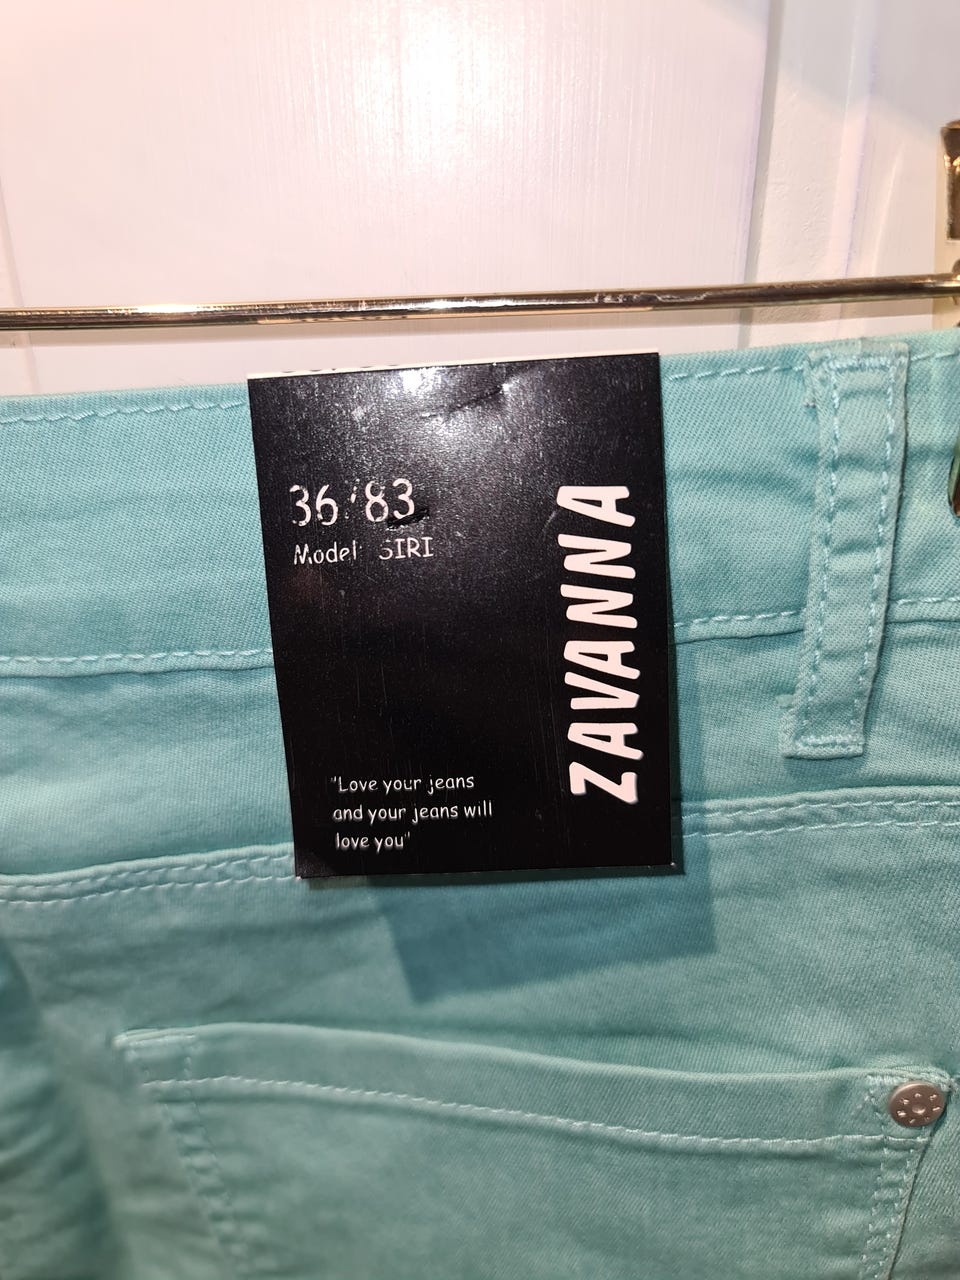 36/83
Model: SIRI
ZAVANNA
"Love your jeans
and your jeans will
love you"